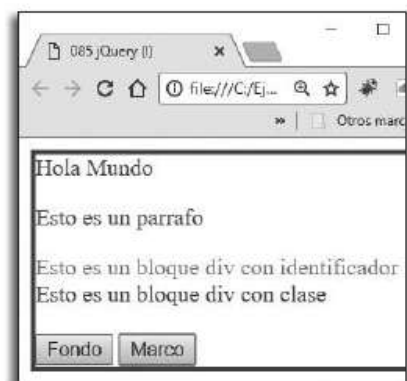 085 jQuery (I)
file:///C:/Ej...
Otros marc
Hola Mundo
Esto es un parrafo
Esto es un bloque div con identificador
Esto es un bloque div con clase
Fondo Marco